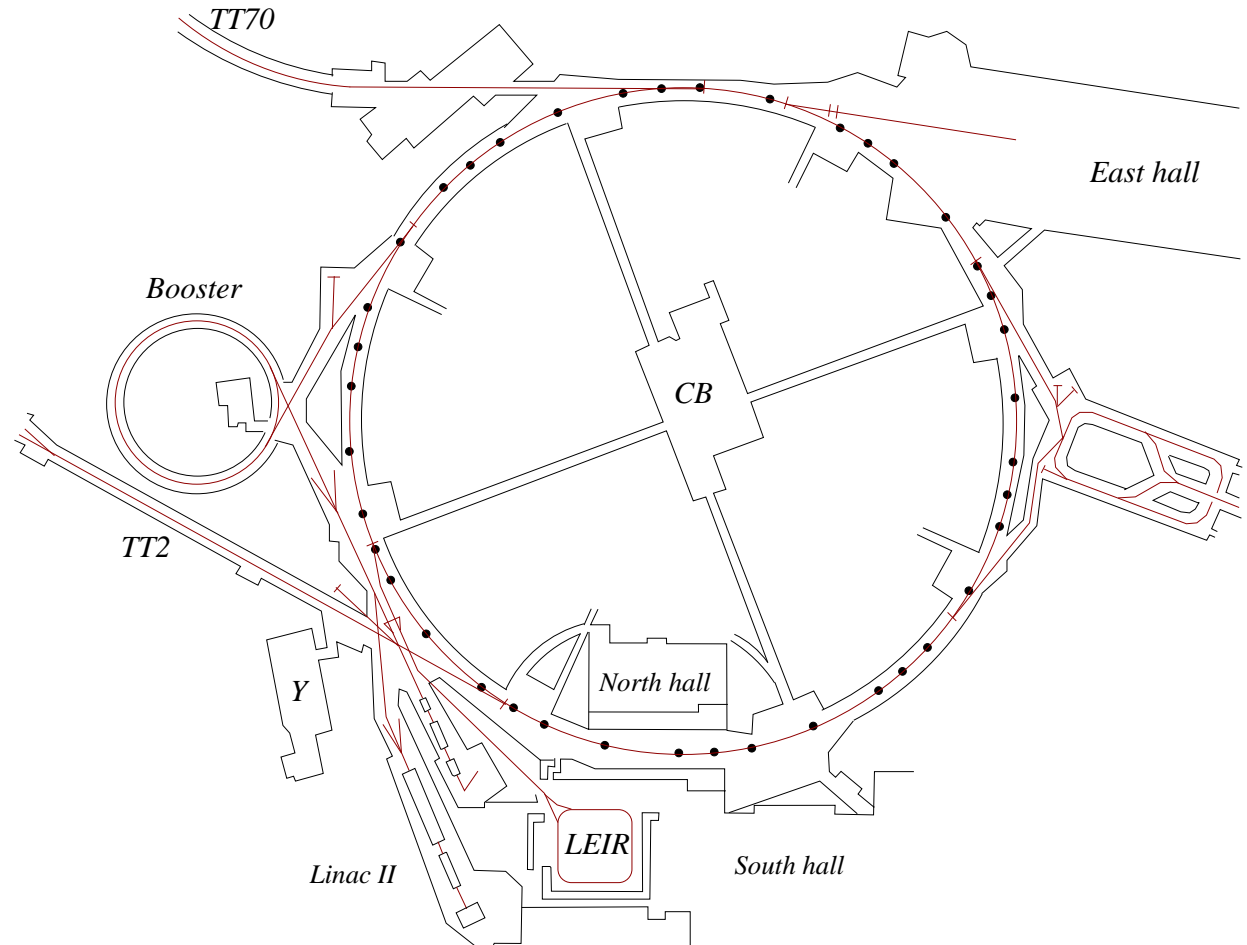 TT70
East hall
Booster
CB
TT2
North hall
Y
LEIR
South hall
Linac II